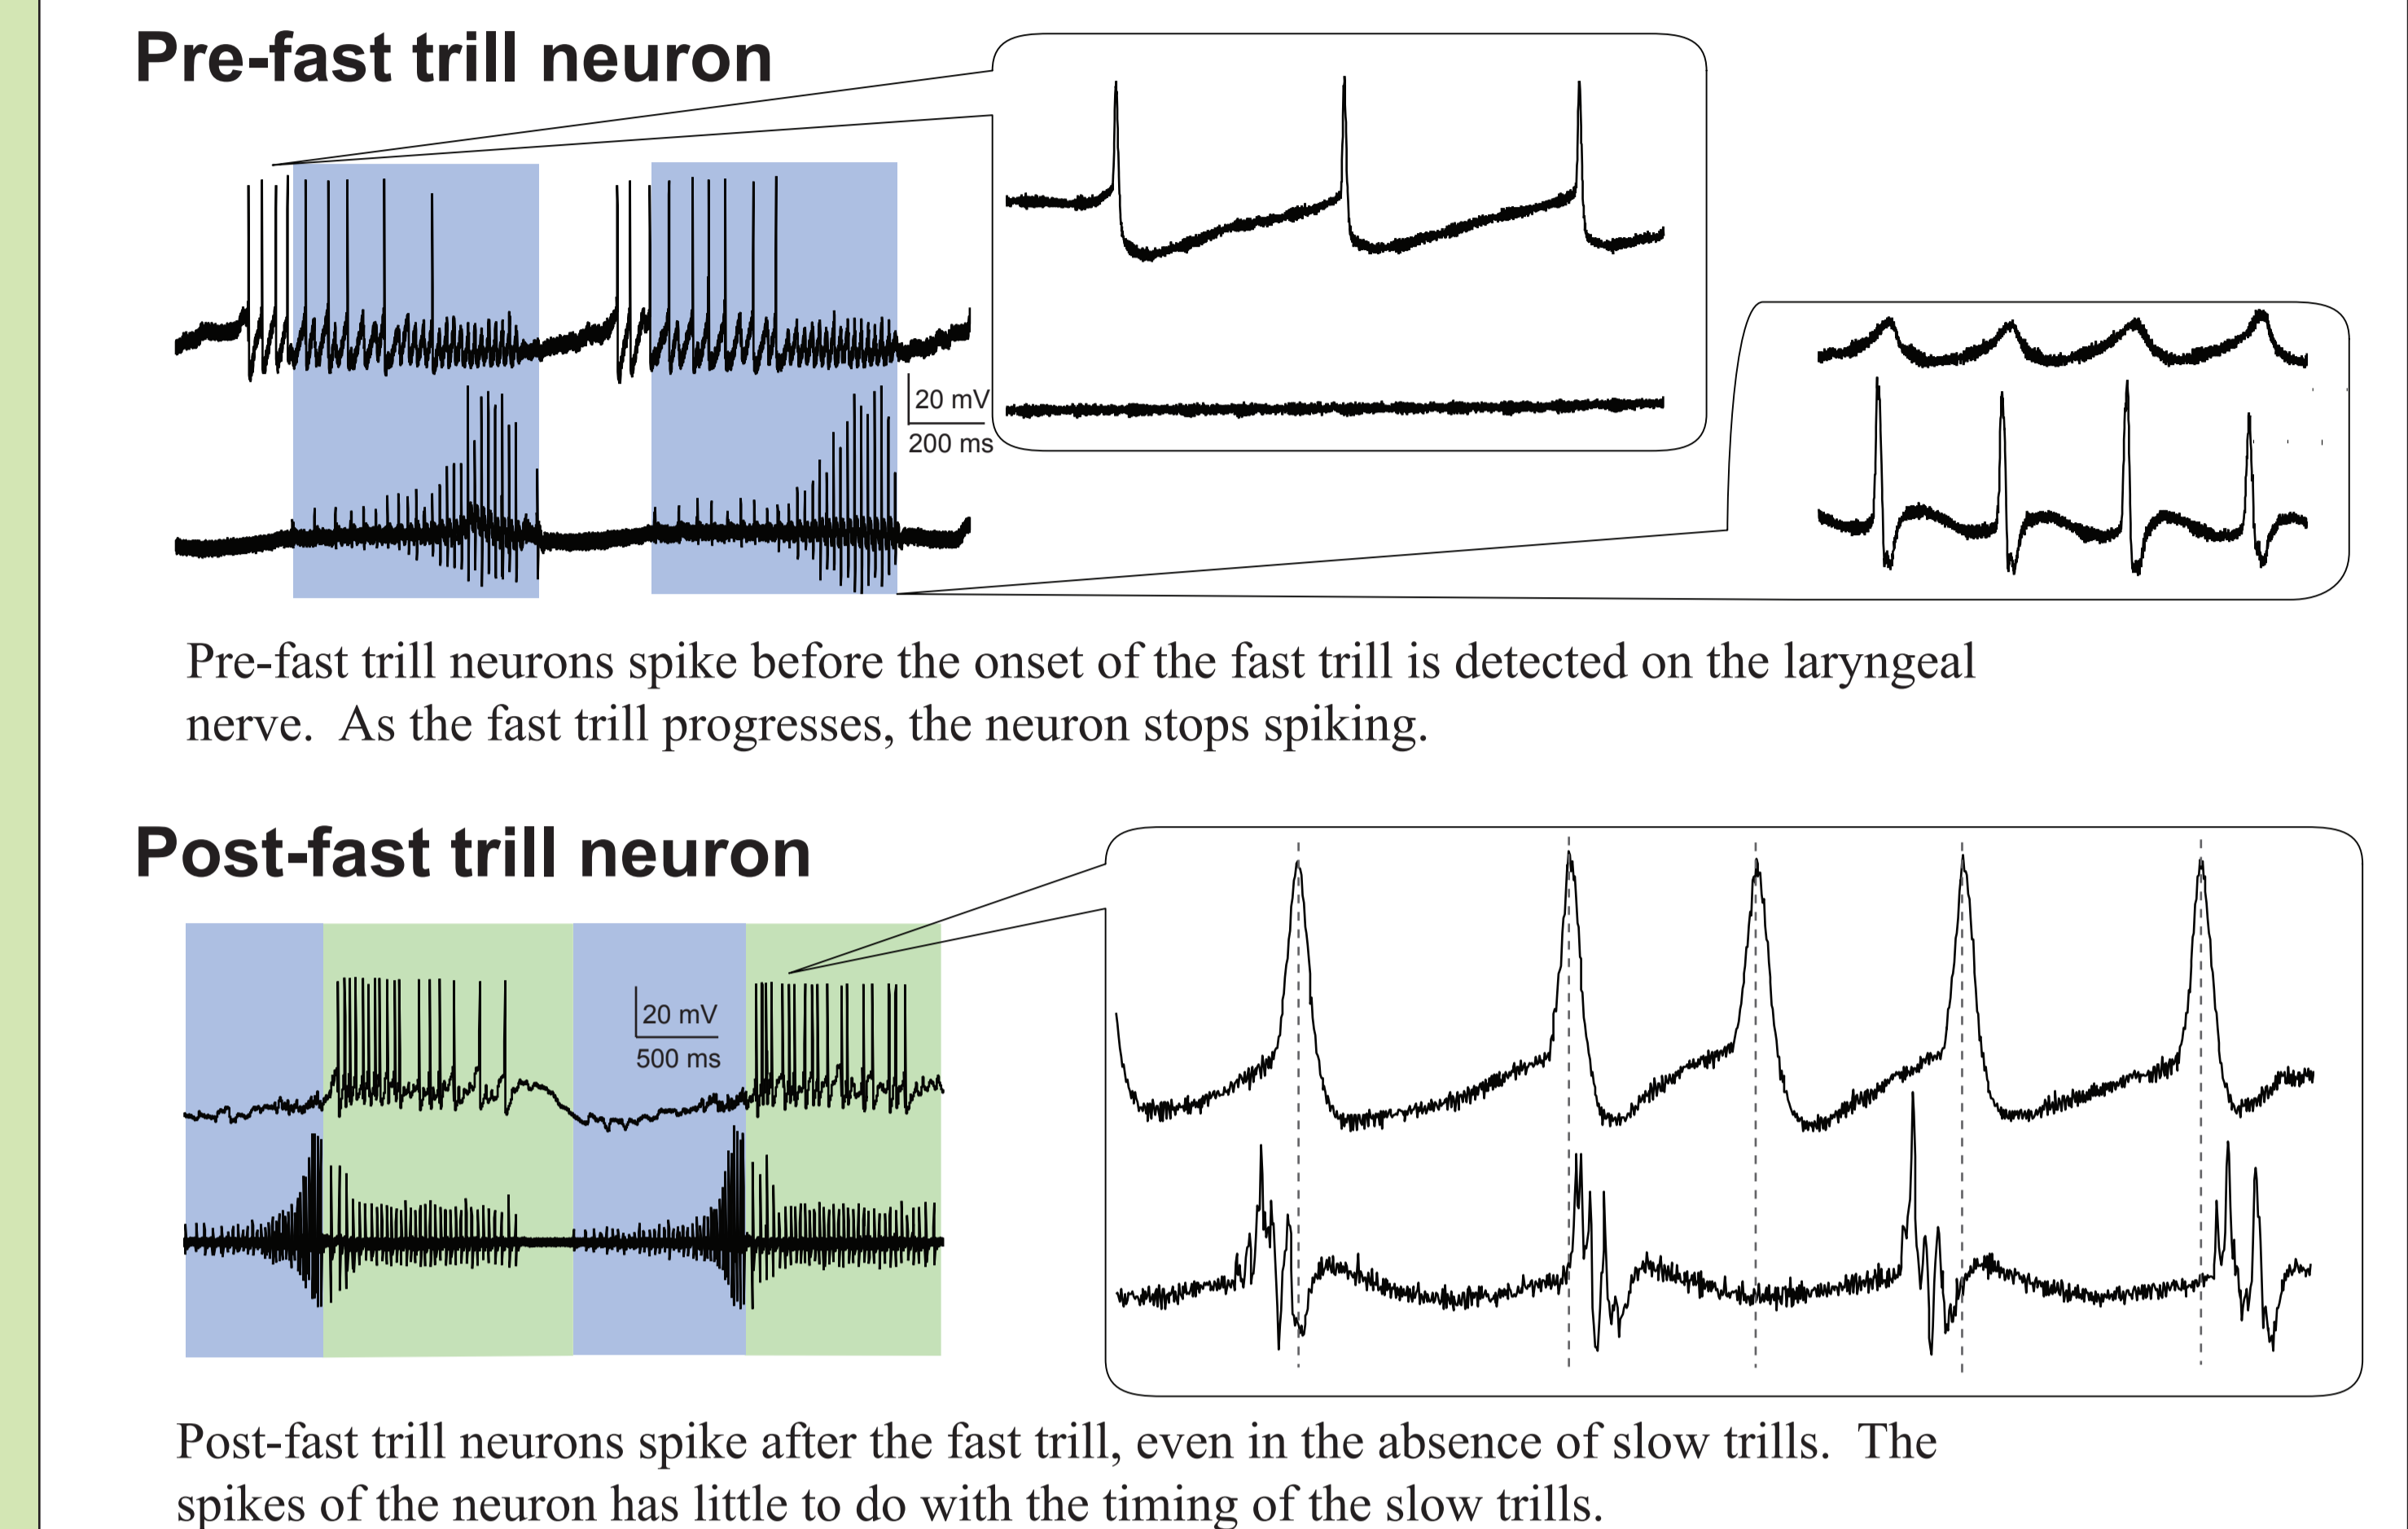 Pre-fast trill neuron
20 mV
200 ms
Pre-fast trill neurons spike before the onset of the fast trill is detected on the laryngeal
nerve. As the fast trill progresses, the neuron stops spiking.
Post-fast trill neuron
20 mV
500 ms
Post-fast trill neurons spike after the fast trill, even in the absence of slow trills. The
spikes of the neuron has little to do with the timing of the slow trills.